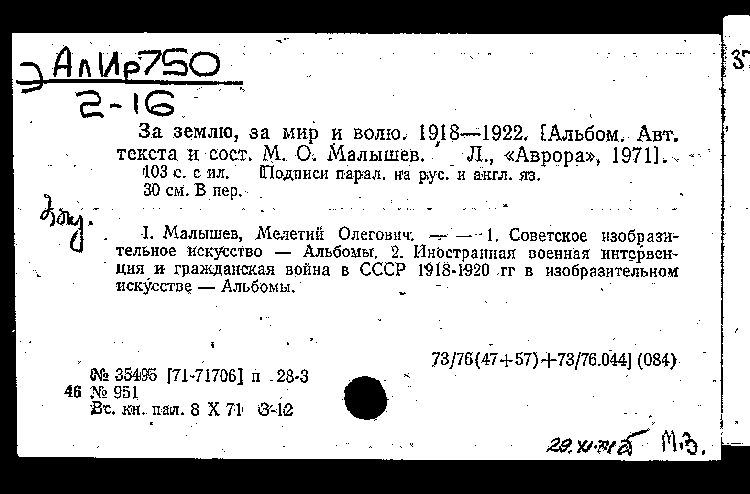 Э АлИр750
2-16
За землю, за мир и волю. 1918—1922. [Альбом. Авт.
текста и сост. М. О. Малышев. Л., «Аврора», 1971].
103 с. с ил. Подписи парал. на рус. и англ. яз.
30 см. В пер.
I. Малышев, Мелетий Олегович. — — 1. Советское изобрази-
тельное искусство — Альбомы. 2. Иностранная военная интервен-
ция и гражданская война в СССР 1918-1920 гг в изобразительном
искусстве — Альбомы.
73/76(47+57)+73/76.044] (084)
№ 35495 [71-71706] п 28-3
46 № 951
Вс. кн. пал. 8 X 71 6-12
М.З.
37